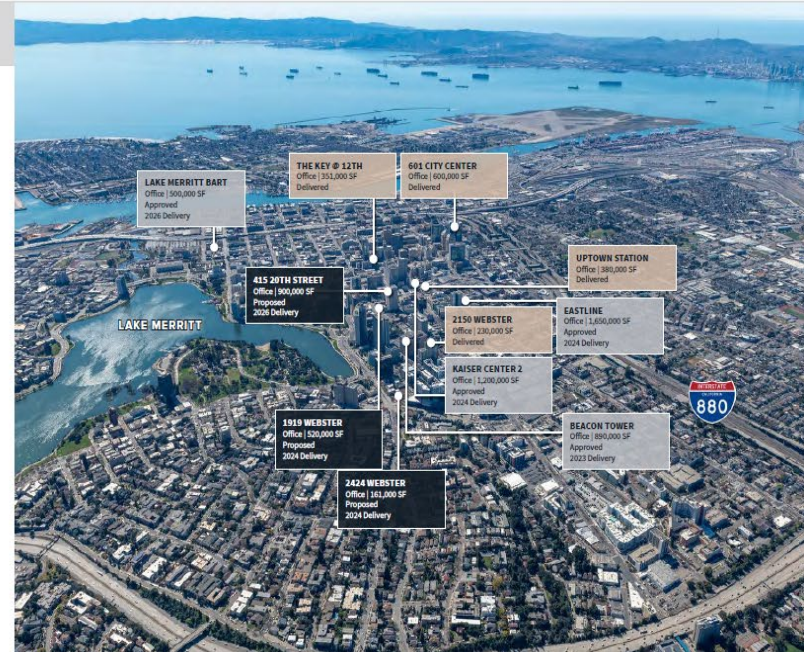 THE KEY @ 12TH
Office | 351,000 SF
Delivered
601 CITY CENTER
Office | 600,000 SF
Delivered
LAKE MERRITT BART
Office | 500,000 SF
Approved
2026 Delivery
UPTOWN STATION
Office | 380,000 SF
Delivered
415 20TH STREET
Office | 900,000 SF
Proposed
2026 Delivery
LAKE MERRITT
2150 WEBSTER
Office | 230,000 SF
Delivered
EASTLINE
Office | 1,650,000 SF
Approved
2024 Delivery
KAISER CENTER 2
Office | 1,200,000 SF
Approved
2024 Delivery
INTERSTATE
CALIFORNIA
880
1919 WEBSTER
Office | 520,000 SF
Proposed
2024 Delivery
BEACON TOWER
Office | 890,000 SF
Approved
2023 Delivery
2424 WEBSTER
Office | 161,000 SF
Proposed
2024 Delivery